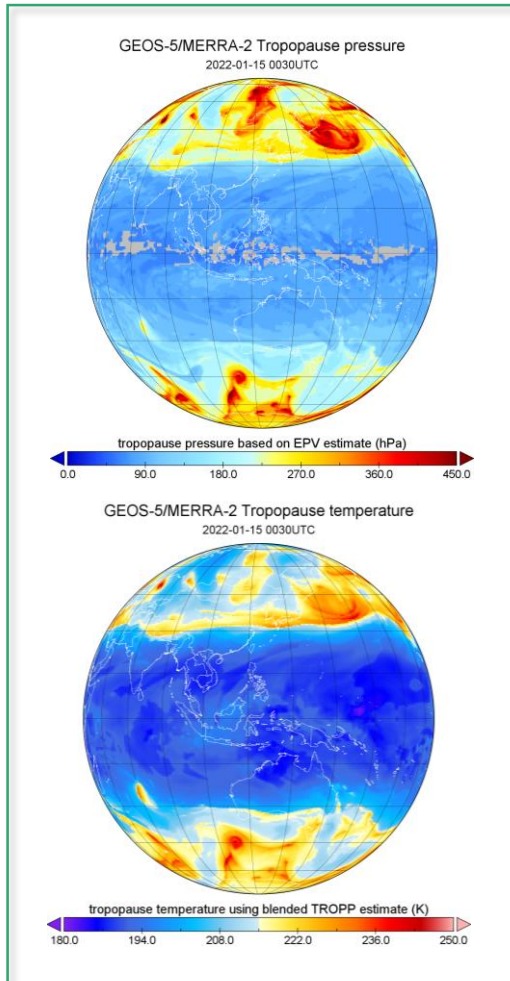 GEOS-5/MERRA-2 Tropopause pressure
2022-01-15 0030UTC
tropopause pressure based on EPV estimate (hPa)
0.0 90.0 180.0 270.0 360.0 450.0
GEOS-5/MERRA-2 Tropopause temperature
2022-01-15 0030UTC
tropopause temperature using blended TROPP estimate (K)
180.0 194.0 208.0 222.0 236.0 250.0